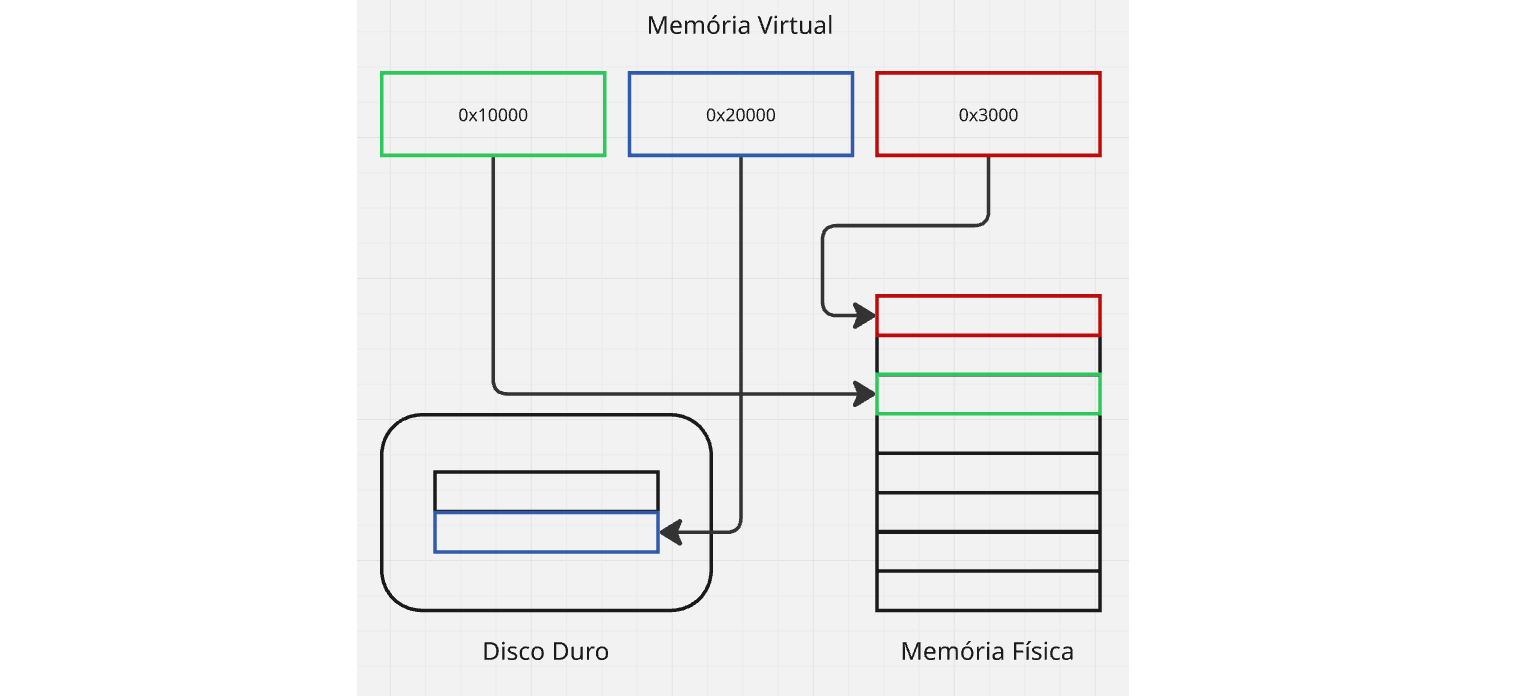 Memória Virtual
0x10000
0x20000
0x3000
Disco Duro
Memória Física